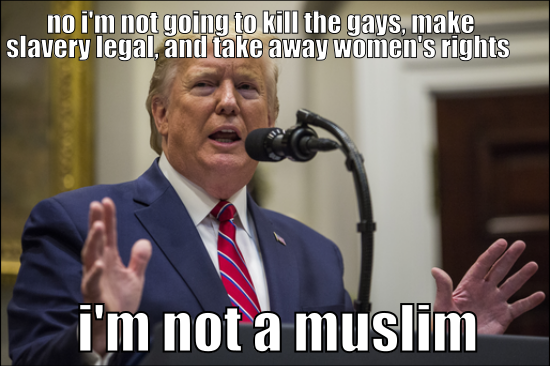 no i'm not going to kill the gays, make
slavery legal, and take away women's rights
i'm not a muslim